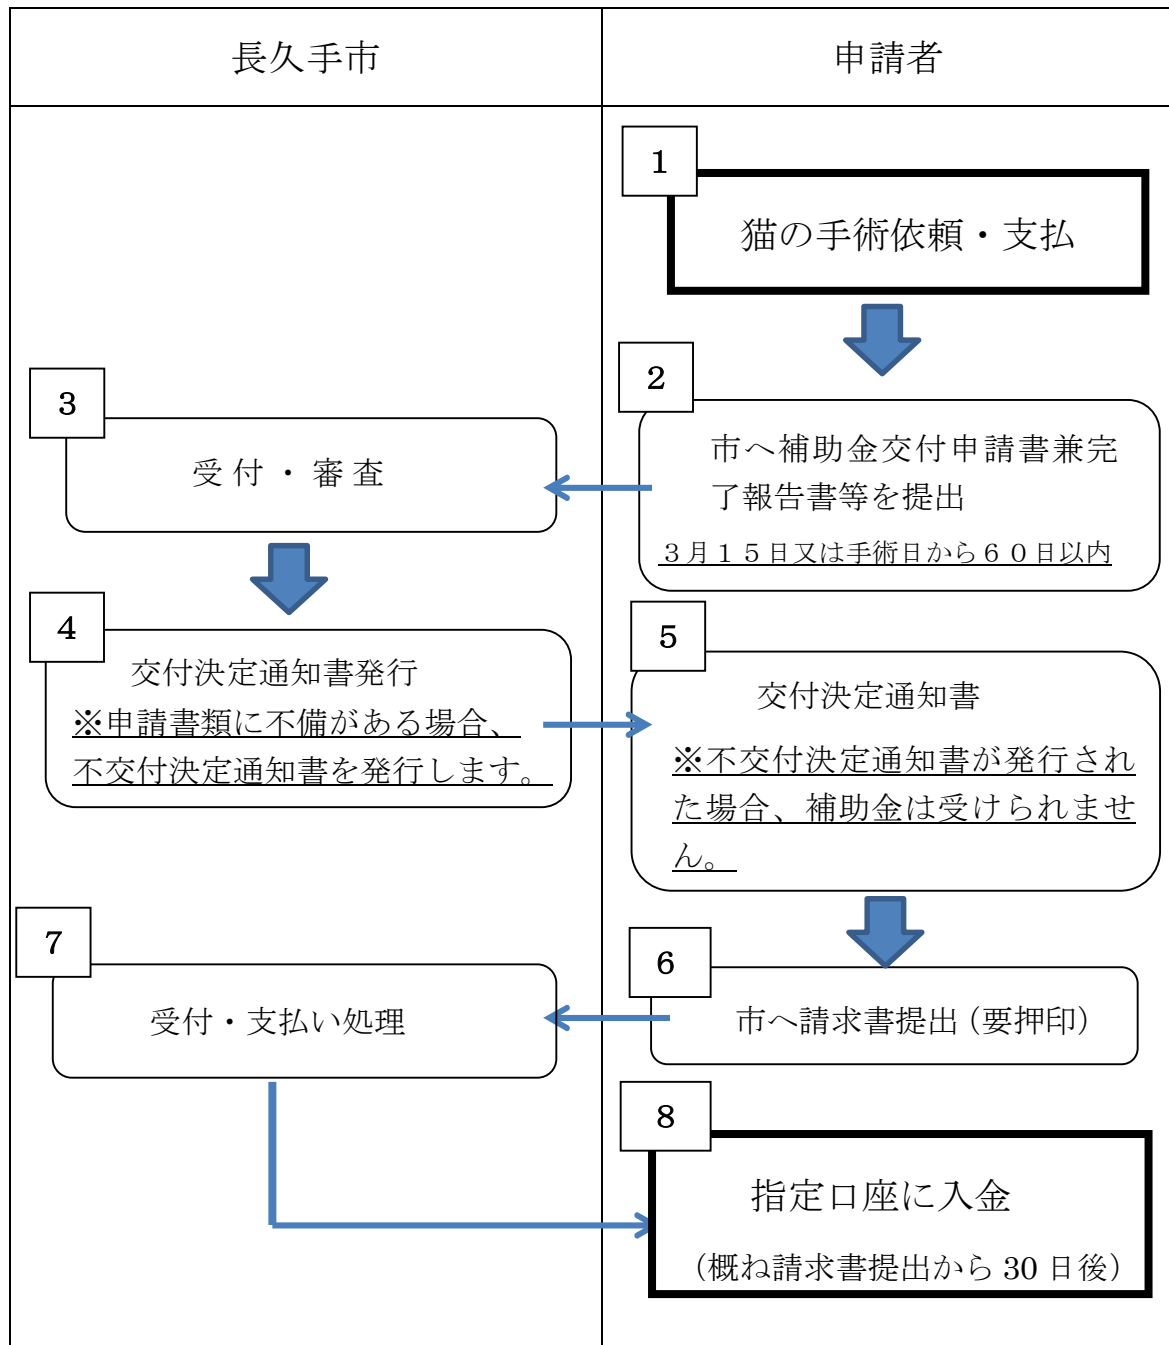 長久手市
申請者
1
猫の手術依頼・支払
2
市へ補助金交付申請書兼完
了報告書等を提出
３月１５日又は手術日から６０日以内
3
受付・審査
4
交付決定通知書発行
※申請書類に不備がある場合、
不交付決定通知書を発行します。
5
交付決定通知書
※不交付決定通知書が発行され
た場合、補助金は受けられませ
ん。
6
市へ請求書提出（要押印）
7
受付・支払い処理
8
指定口座に入金
（概ね請求書提出から 30 日後）